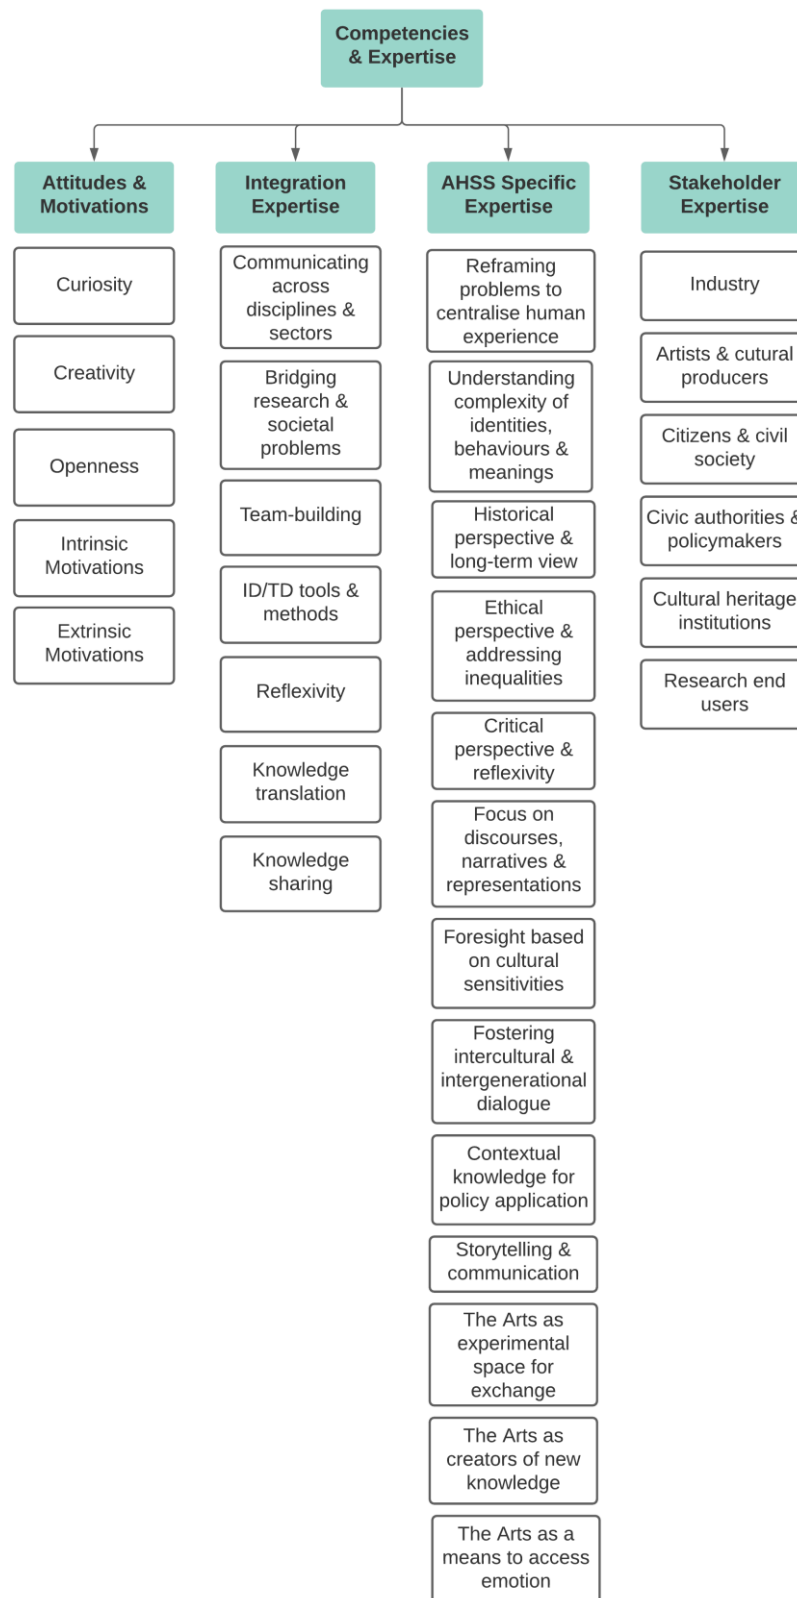 Competencies
& Expertise
Attitudes &
Motivations
Curiosity
Creativity
Openness
Intrinsic
Motivations
Extrinsic
Motivations
Integration
Expertise
Communicating
across
disciplines &
sectors
Bridging
research &
societal
problems
Team-building
ID/TD tools &
methods
Reflexivity
Knowledge
translation
Knowledge
sharing
AHSS Specific
Expertise
Reframing
problems to
centralise human
experience
Understanding
complexity of
identities,
behaviours &
meanings
Historical
perspective &
long-term view
Ethical
perspective &
addressing
inequalities
Critical
perspective &
reflexivity
Focus on
discourses,
narratives &
representations
Foresight based
on cultural
sensitivities
Fostering
intercultural &
intergenerational
dialogue
Contextual
knowledge for
policy application
Storytelling &
communication
The Arts as
experimental
space for
exchange
The Arts as
creators of new
knowledge
The Arts as a
means to access
emotion
Stakeholder
Expertise
Industry
Artists & cutural
producers
Citizens & civil
society
Civic authorities &
policymakers
Cultural heritage
institutions
Research end
users